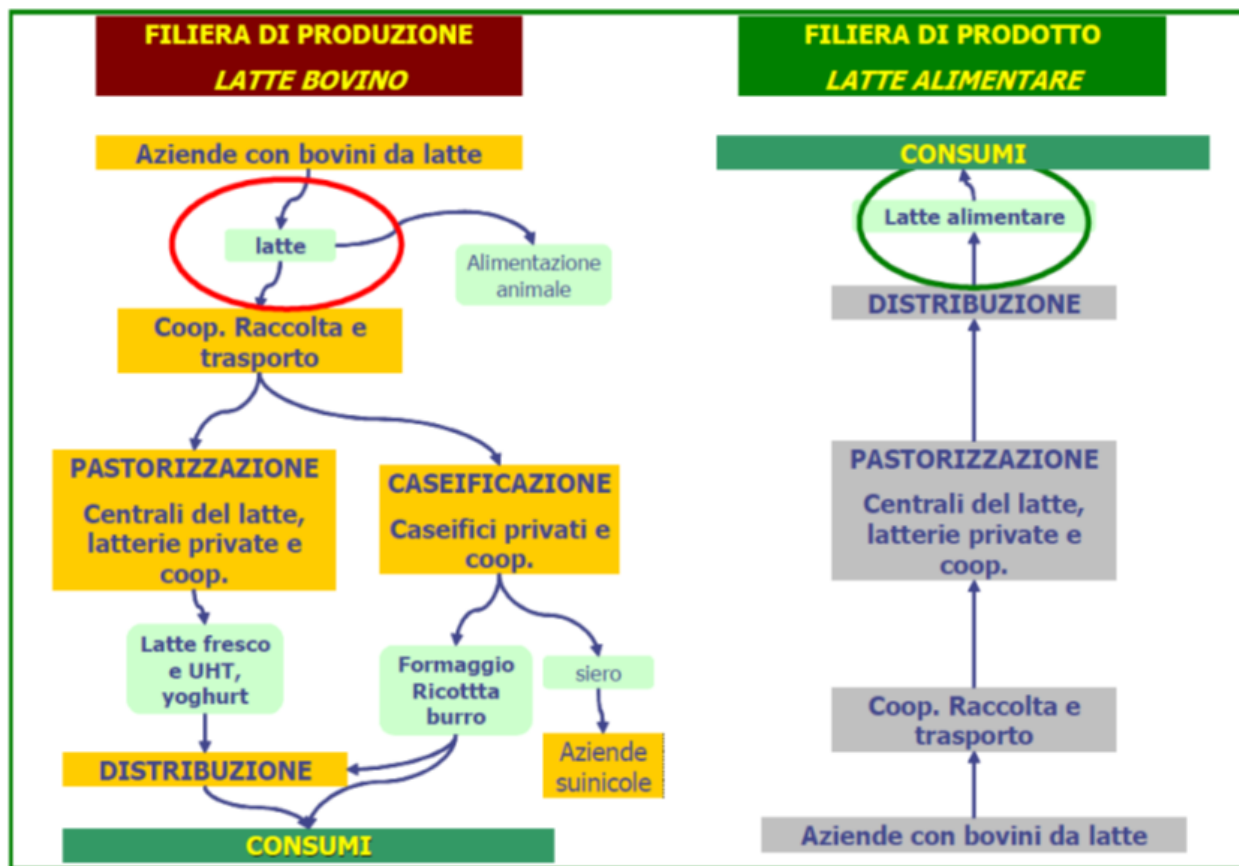 FILIERA DI PRODUZIONE
LATTE BOVINO
Aziende con bovini da latte
latte
Alimentazione
animale
Coop. Raccolta e
trasporto
PASTORIZZAZIONE
Centrali del latte,
latterie private e
coop.
CASEIFICAZIONE
Caseifici privati e
coop.
Latte fresco
e UHT,
yoghurt
Formaggio
Ricottta
burro
siero
Aziende
suinicole
DISTRIBUZIONE
CONSUMI
FILIERA DI PRODOTTO
LATTE ALIMENTARE
CONSUMI
Latte alimentare
DISTRIBUZIONE
PASTORIZZAZIONE
Centrali del latte,
latterie private e
coop.
Coop. Raccolta e
trasporto
Aziende con bovini da latte